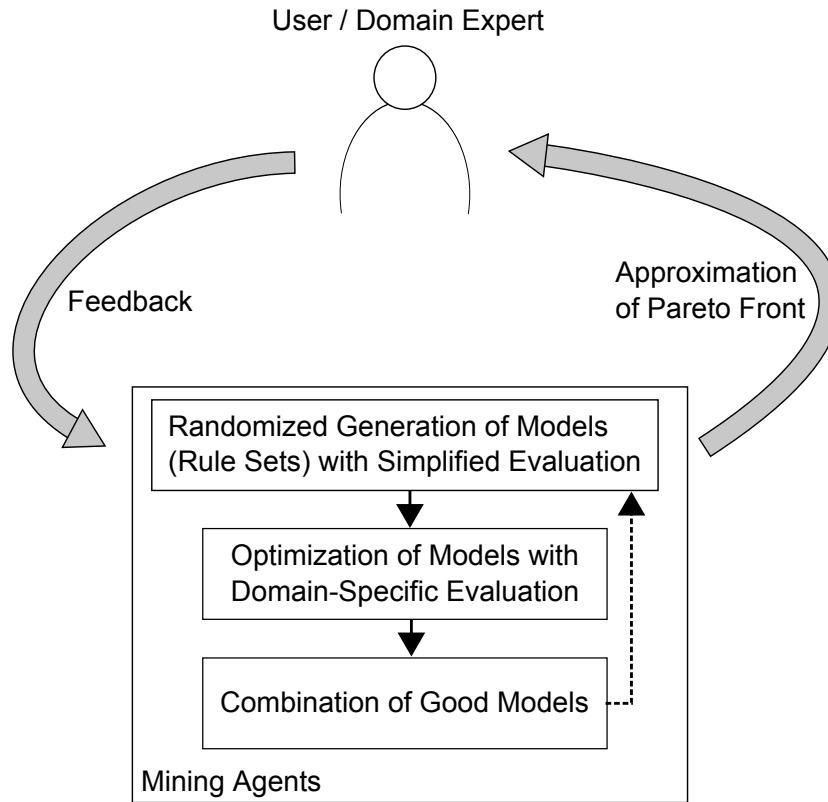 User / Domain Expert
Feedback
Approximation
of Pareto Front
Randomized Generation of Models
(Rule Sets) with Simplified Evaluation
Optimization of Models with
Domain-Specific Evaluation
Combination of Good Models
Mining Agents